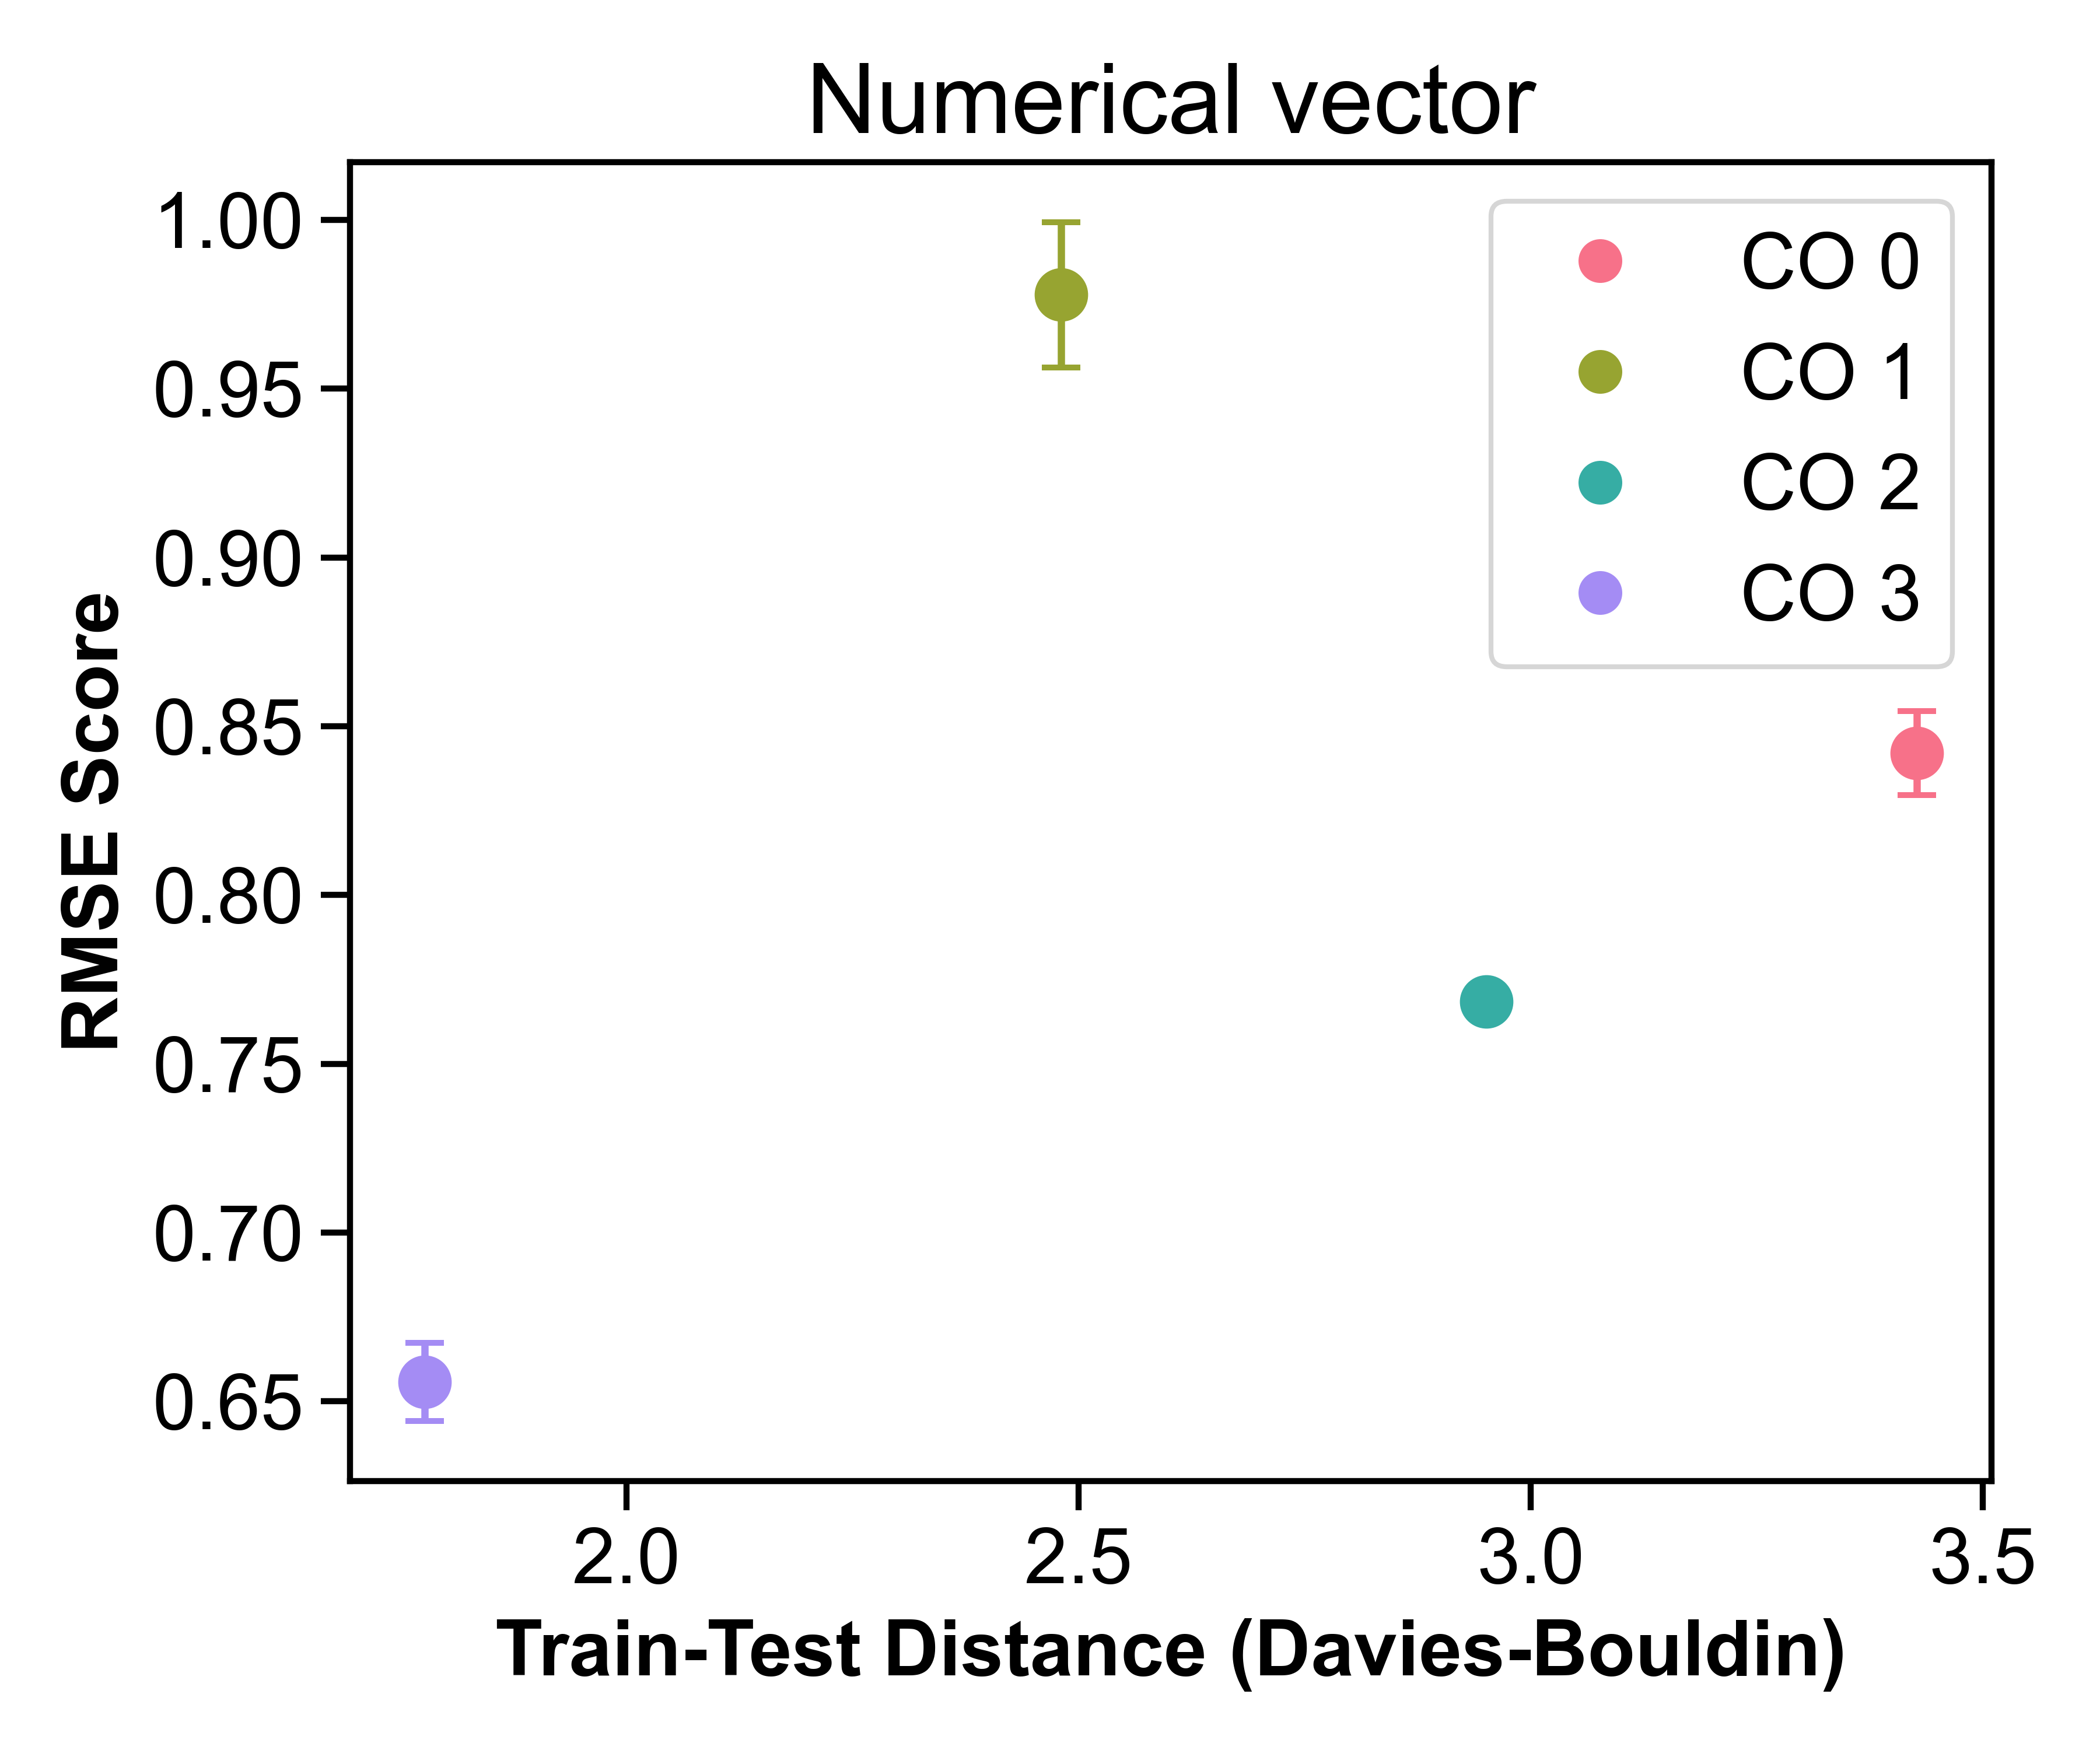 Numerical vector
1.00
0.95
0.90
0.85
0.80
0.75
0.70
0.65
RMSE Score
CO 0
CO 1
CO 2
CO 3
2.0 2.5 3.0 3.5
Train-Test Distance (Davies-Bouldin)